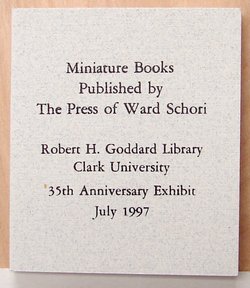 Miniature Books
Published by
The Press of Ward Schori
Robert H. Goddard Library
Clark University
35th Anniversary Exhibit
July 1997